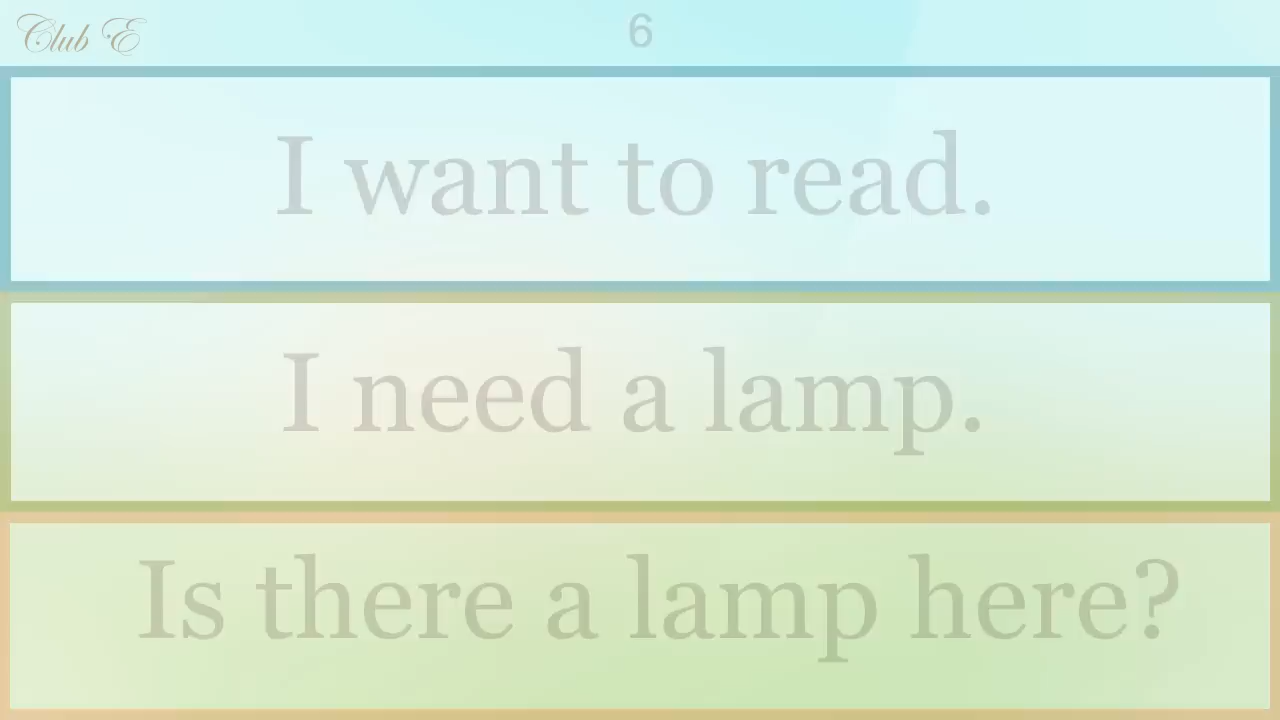 Club E
6
I want to read.
I need a lamp.
Is there a lamp here?